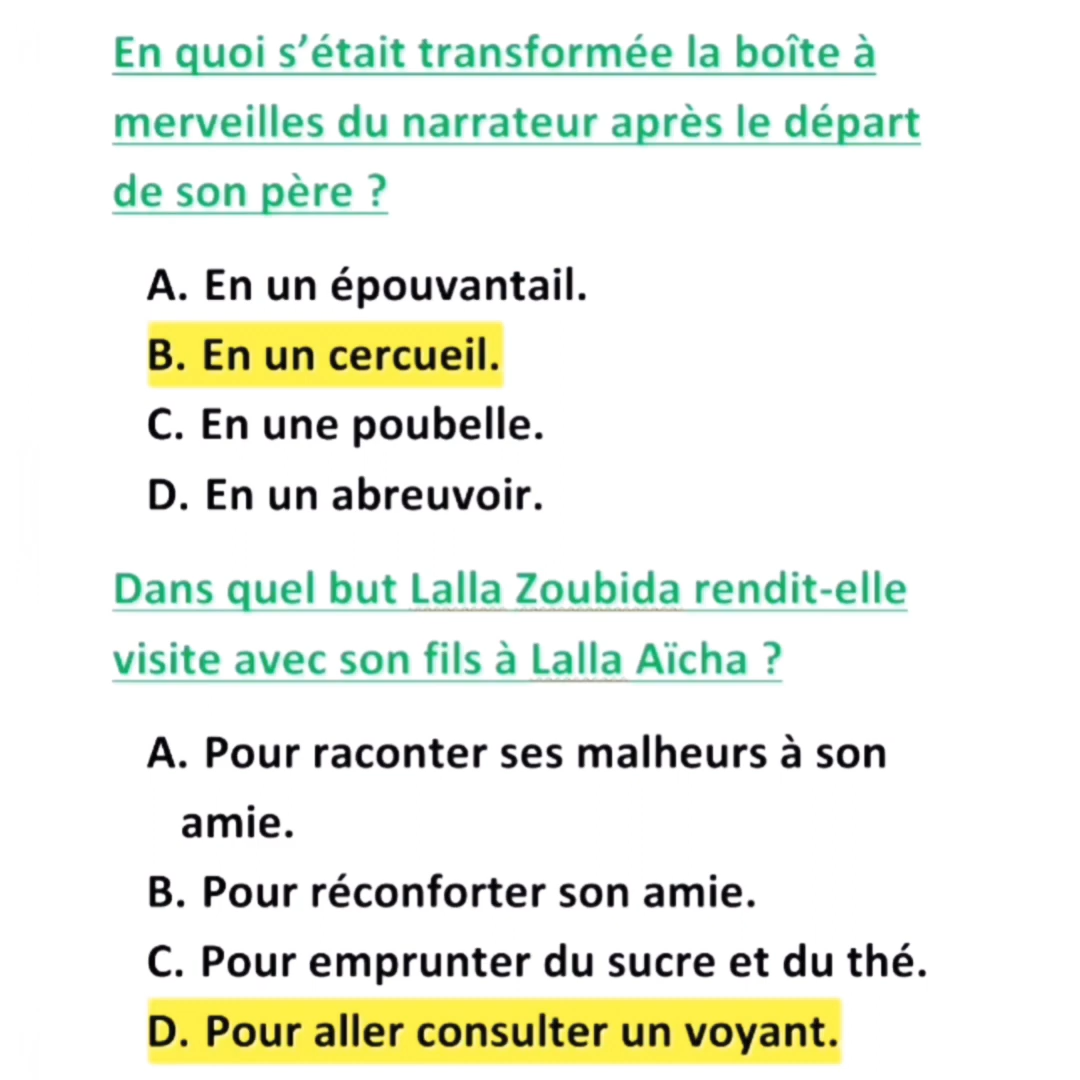 En quoi s’était transformée la boîte à
merveilles du narrateur après le départ
de son père ?
A. En un épouvantail.
B. En un cercueil.
C. En une poubelle.
D. En un abreuvoir.
Dans quel but Lalla Zoubida rendit-elle
visite avec son fils à Lalla Aïcha ?
A. Pour raconter ses malheurs à son
amie.
B. Pour réconforter son amie.
C. Pour emprunter du sucre et du thé.
D. Pour aller consulter un voyant.